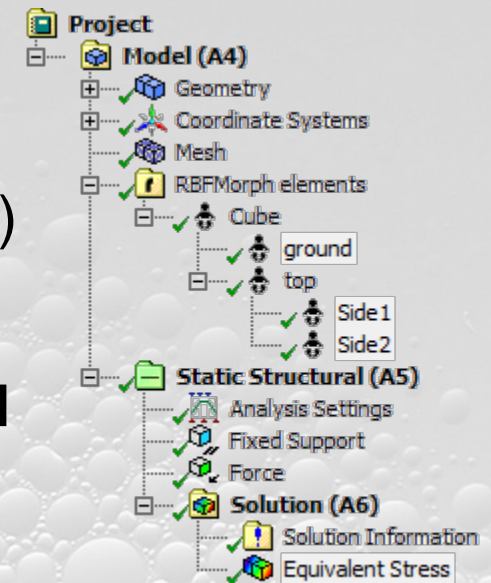 Project
Model (A4)
Geometry
Coordinate Systems
Mesh
RBFMorph elements
)
Cube
ground
top
Side1
Side2
Static Structural (A5)
Analysis Settings
Fixed Support
Force
Solution (A6)
Solution Information
Equivalent Stress